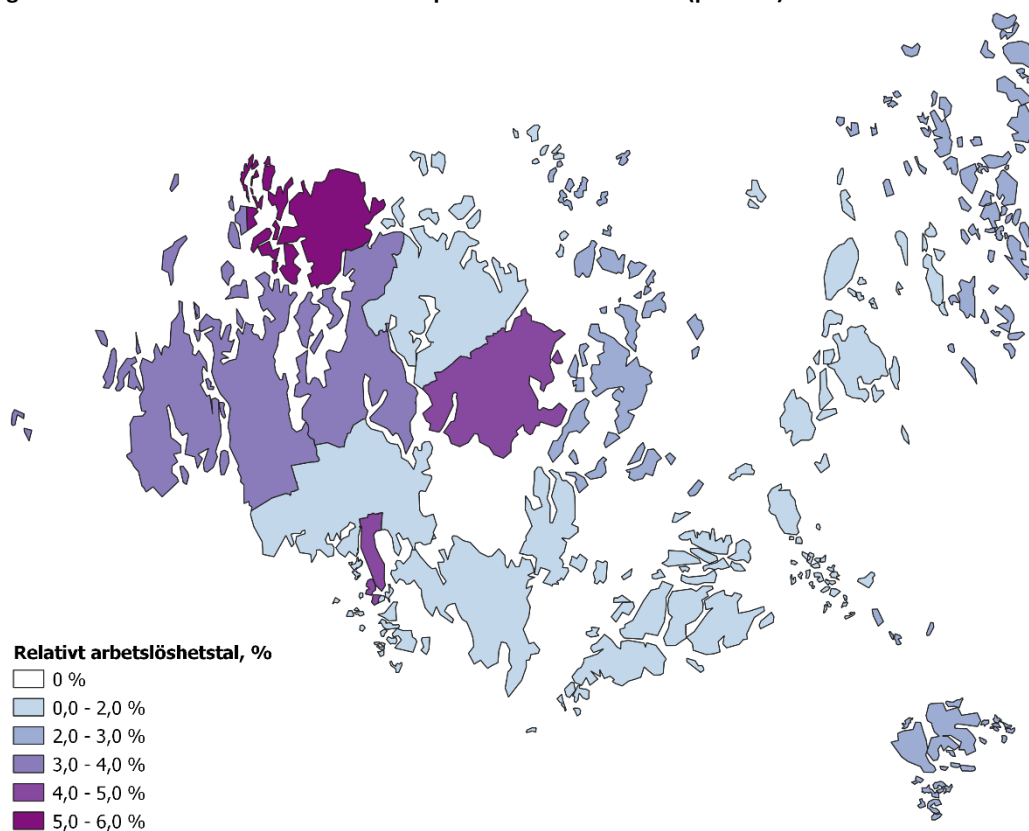 Relativt arbetslöshetstal, %
0 %
0,0 - 2,0 %
2,0 - 3,0 %
3,0 - 4,0 %
4,0 - 5,0 %
5,0 - 6,0 %